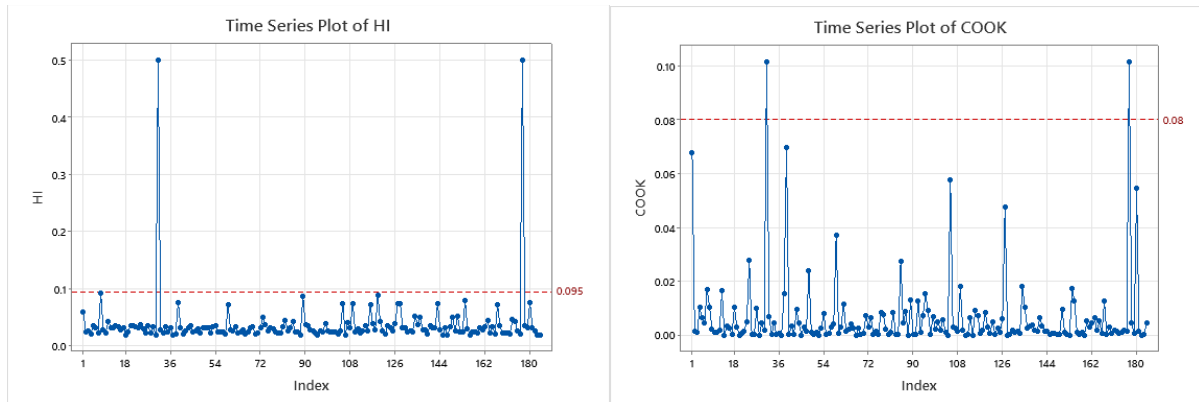 Time Series Plot of HI
0.5
0.4
0.3
0.2
0.1
0.0
HI
0.095
1 18 36 54 72 90 108 126 144 162 180
Index
Time Series Plot of COOK
0.10
0.08
0.06
0.04
0.02
0.00
COOK
0.08
1 18 36 54 72 90 108 126 144 162 180
Index